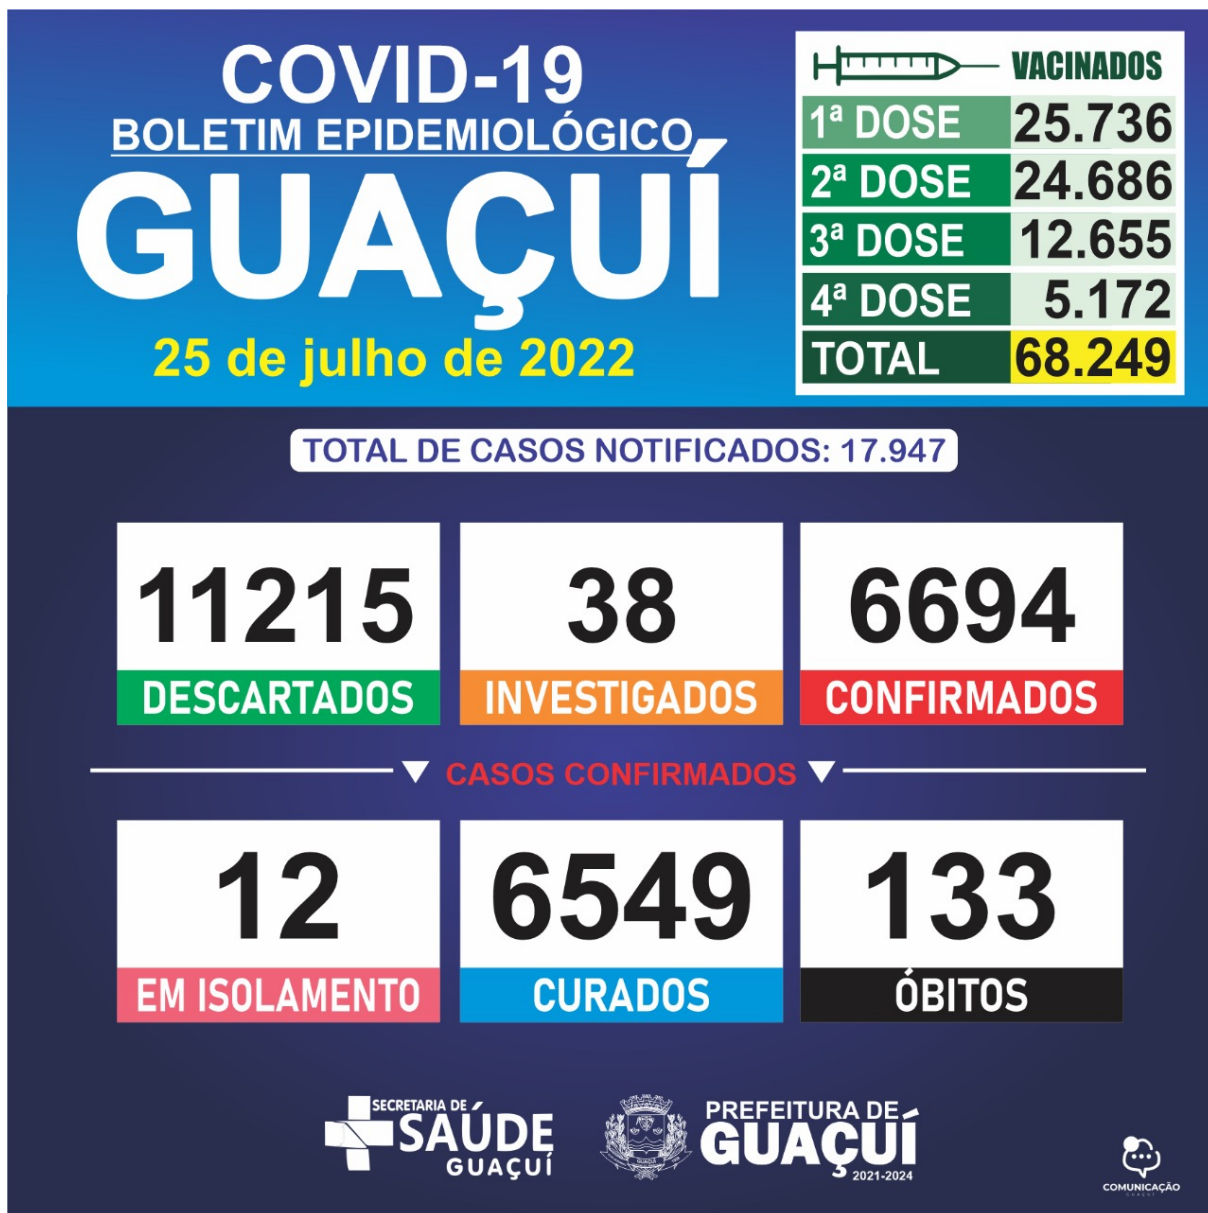 COVID-19
BOLETIM EPIDEMIOLÓGICO
GUAÇUÍ
25 de julho de 2022
VACINADOS
1ª DOSE 25.736
2ª DOSE 24.686
3ª DOSE 12.655
4ª DOSE 5.172
TOTAL 68.249
TOTAL DE CASOS NOTIFICADOS: 17.947
11215 38 6694
DESCARTADOS INVESTIGADOS CONFIRMADOS
CASOS CONFIRMADOS
12 6549 133
EM ISOLAMENTO CURADOS ÓBITOS
SECRETARIA DE
SAÚDE
GUAÇUÍ
PREFEITURA DE
GUAÇUÍ
2021-2024
COMUNICAÇÃO
GUAÇUÍ